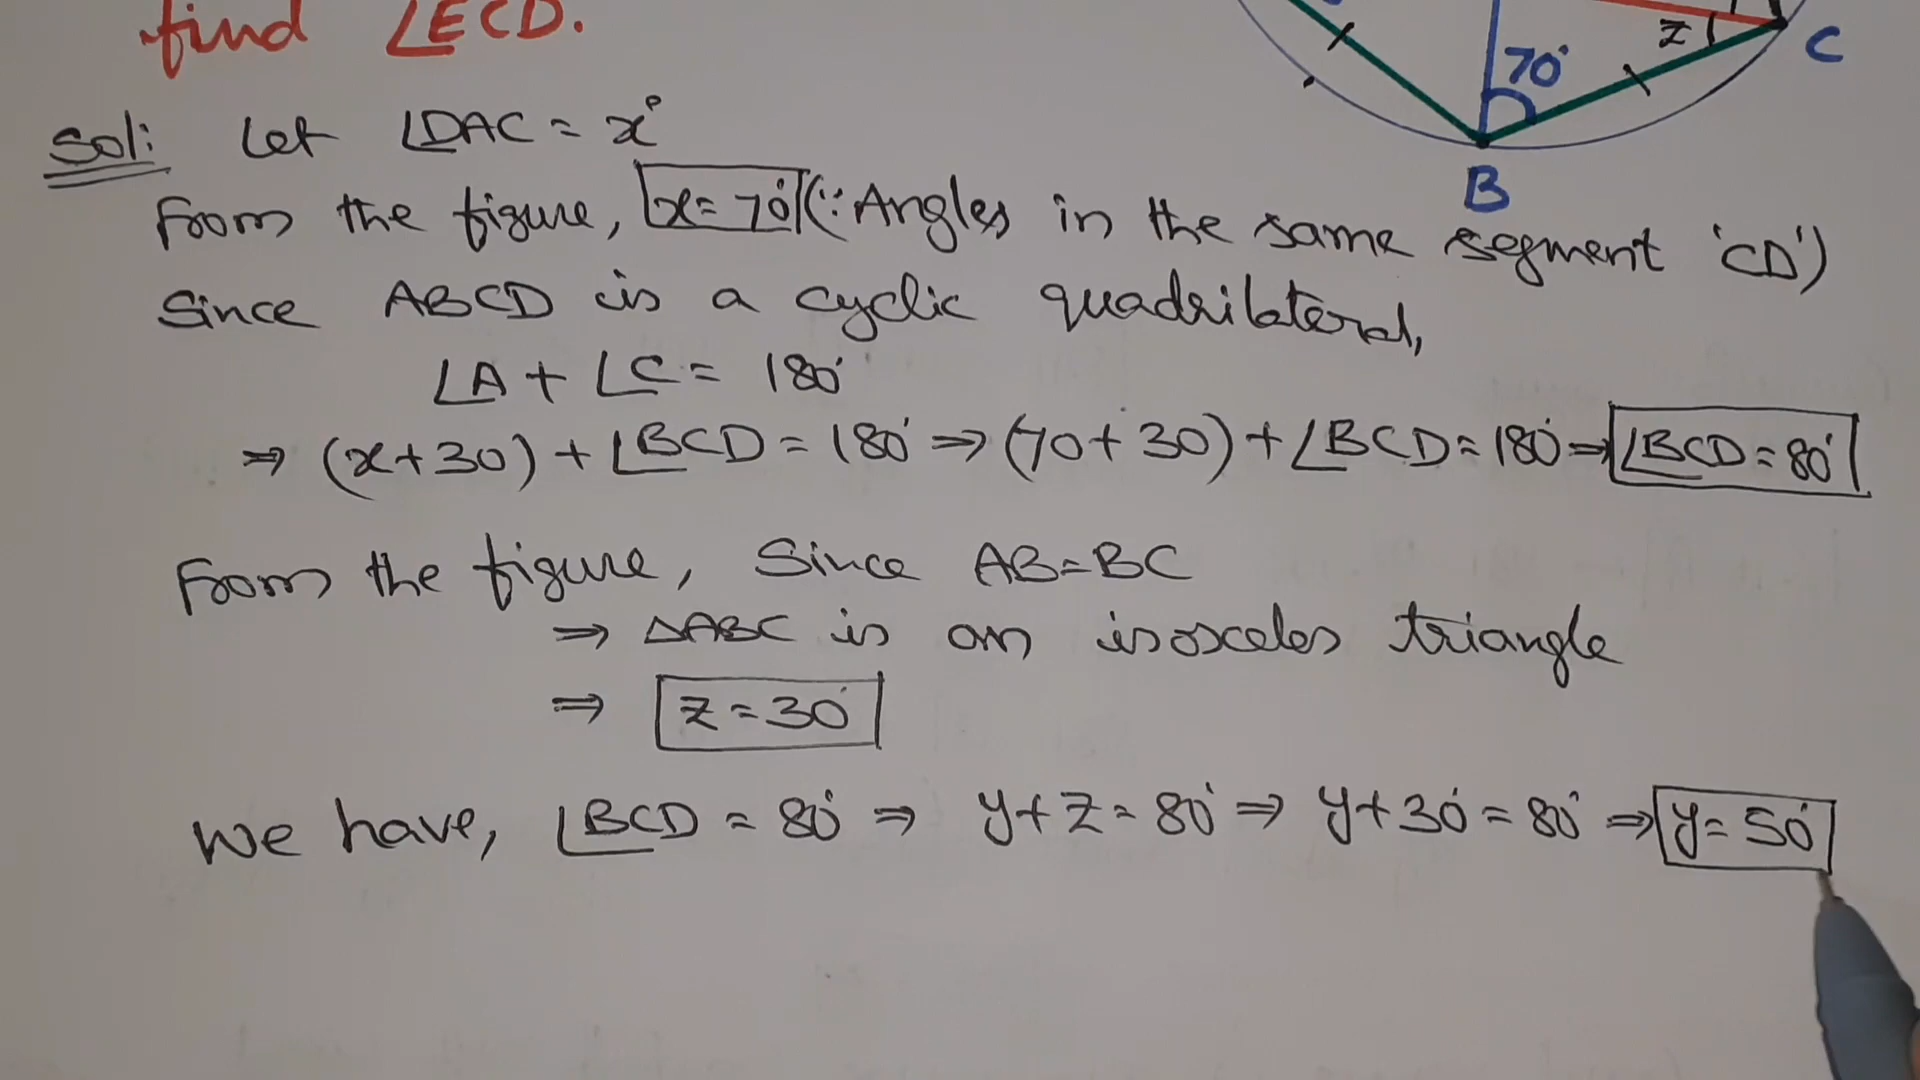 find ∠ECD.
z
C
70°
B
Sol: Let ∠DAC = x°
From the figure, x = 70° (∵ Angles in the same segment 'CD')
Since ABCD is a cyclic quadrilateral,
∠A + ∠C = 180°
⇒ (x+30) + ∠BCD = 180° ⇒ (70+30) + ∠BCD = 180° ⇒ ∠BCD = 80°
From the figure, Since AB=BC
⇒ △ABC is an isosceles triangle
⇒ z = 30°
We have, ∠BCD = 80° ⇒ y+z = 80° ⇒ y+30° = 80° ⇒ y = 50°